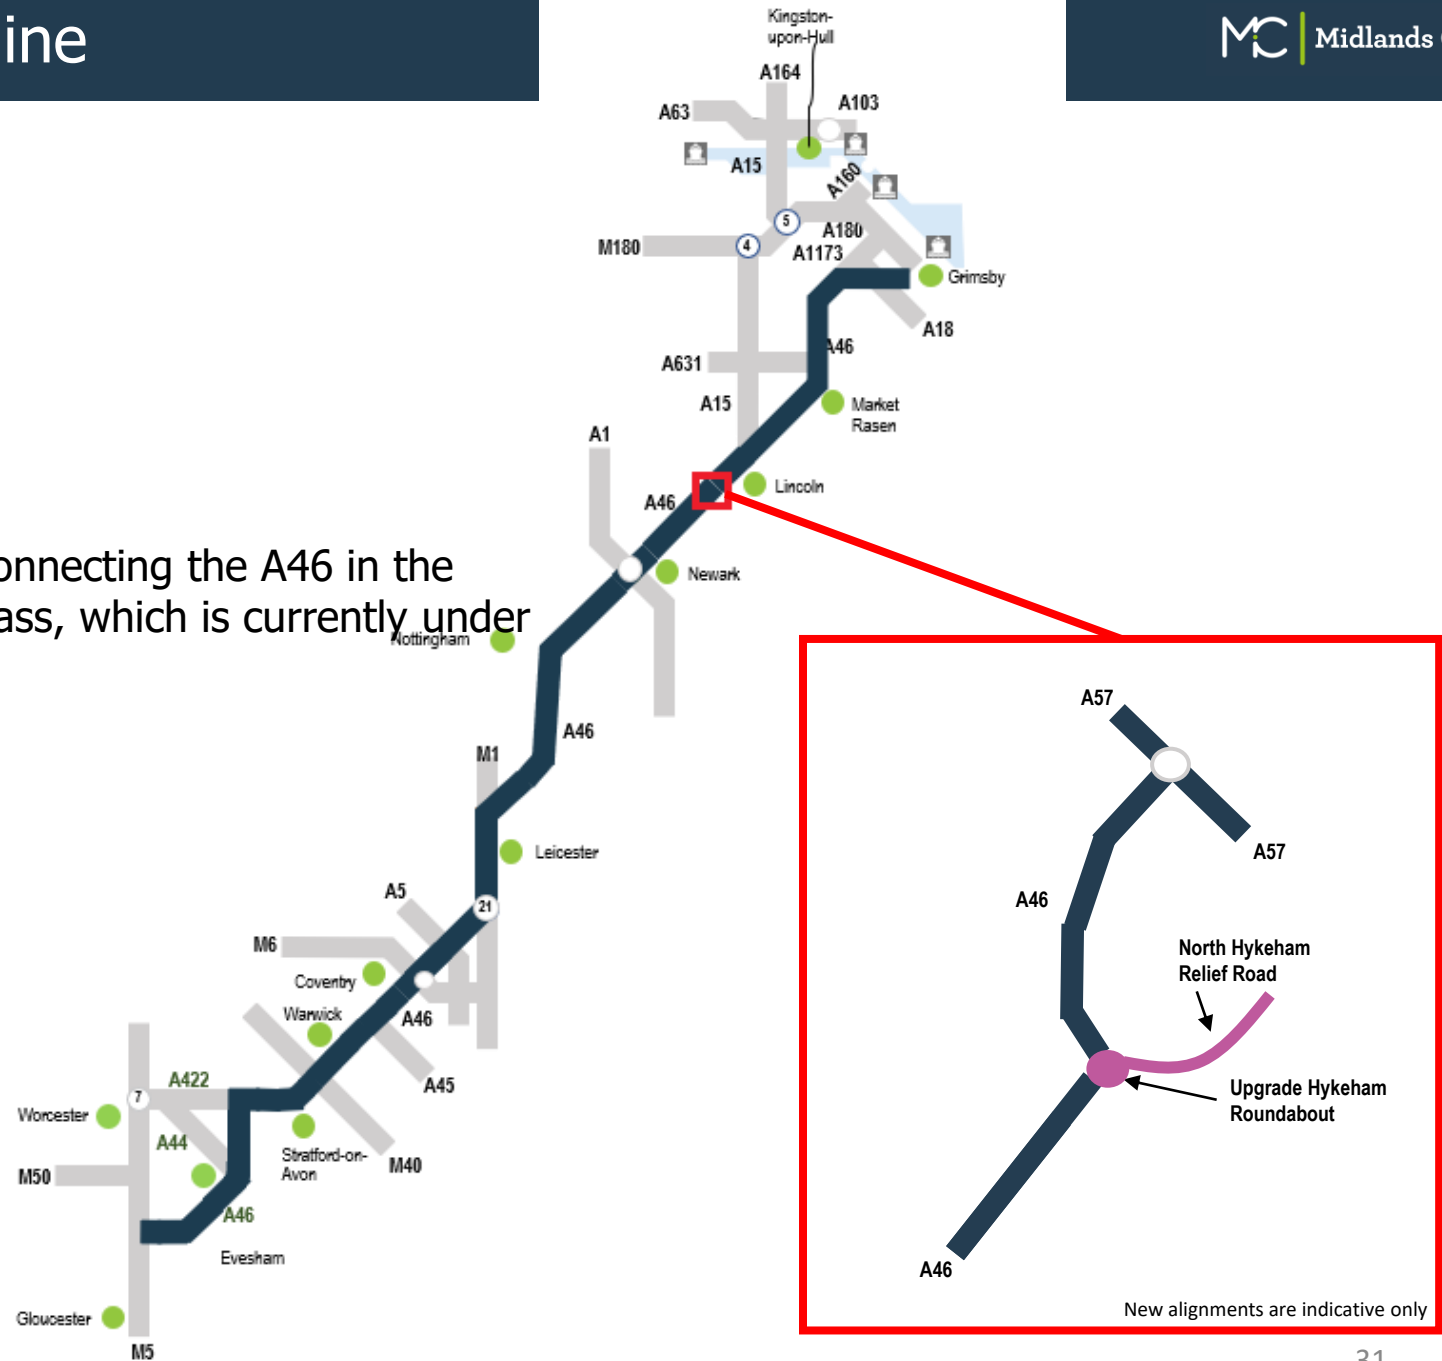 ine
Midlands
Kingston-
upon-Hull
A164
A63
A103
A15
A160
5
A180
M180
4
A1173
Grimsby
A18
A46
A631
A15
Market
Rasen
A1
Lincoln
A46
onnecting the A46 in the
Newark
ass, which is currently under
Nottingham
A46
M1
Leicester
A5
21
M6
Coventry
Warwick
A46
A45
A422
7
Worcester
A44
Stratford-on-
Avon
M40
M50
A46
Evesham
Gloucester
M5
A57
A57
A46
North Hykeham
Relief Road
Upgrade Hykeham
Roundabout
A46
New alignments are indicative only
31